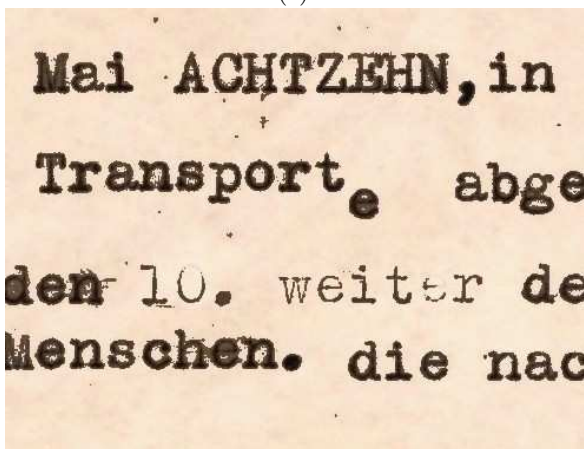 Mai ACHTZEHN,in
Transporte abge
den 10. weiter de
Menschen. die nac